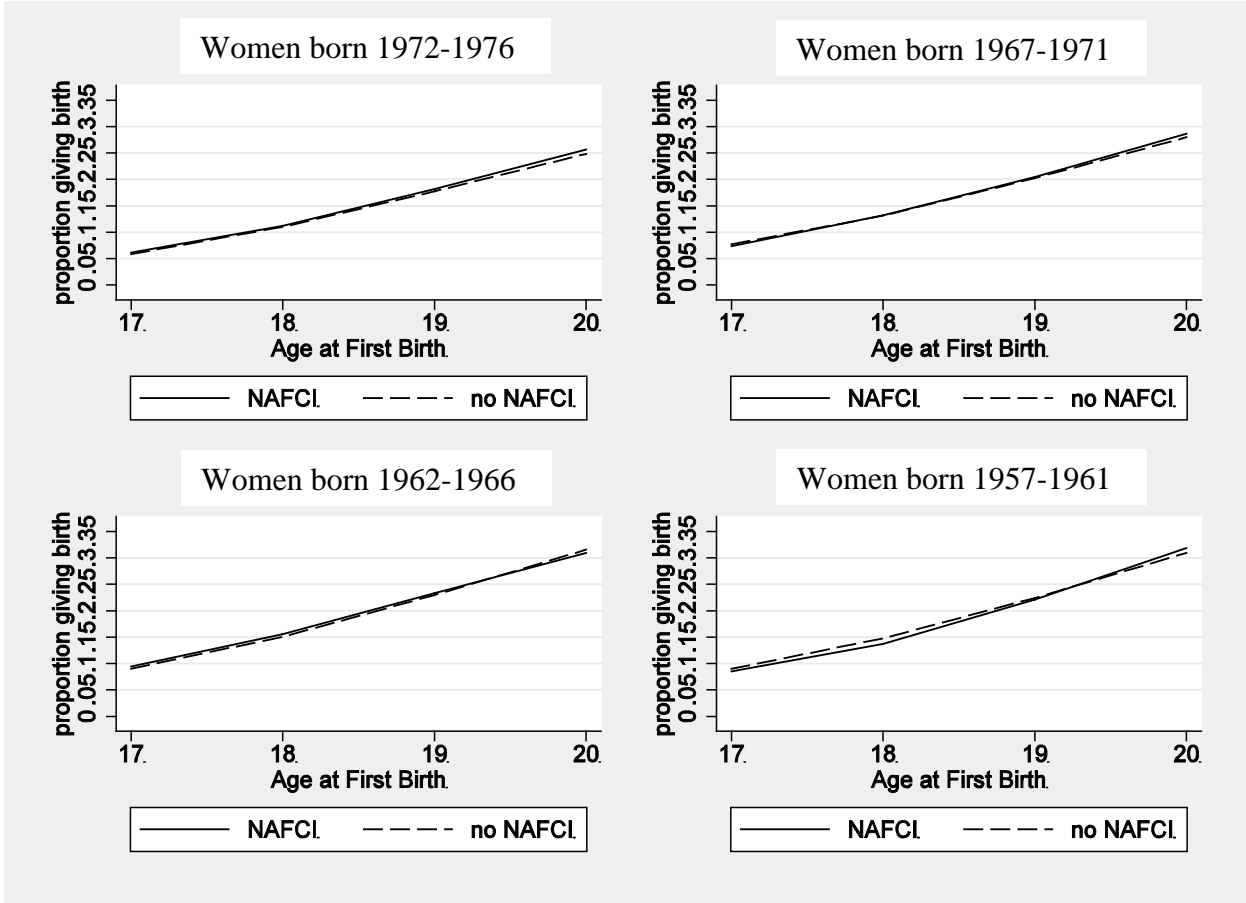 Women born 1972-1976
proportion giving birth
0 .05 .1 .15 .2 .25 .3 .35
17. 18. 19. 20.
Age at First Birth.
NAFCI. no NAFCI.
Women born 1967-1971
proportion giving birth
0 .05 .1 .15 .2 .25 .3 .35
17. 18. 19. 20.
Age at First Birth.
NAFCI. no NAFCI.
Women born 1962-1966
proportion giving birth
0 .05 .1 .15 .2 .25 .3 .35
17. 18. 19. 20.
Age at First Birth.
NAFCI. no NAFCI.
Women born 1957-1961
proportion giving birth
0 .05 .1 .15 .2 .25 .3 .35
17. 18. 19. 20.
Age at First Birth.
NAFCI. no NAFCI.